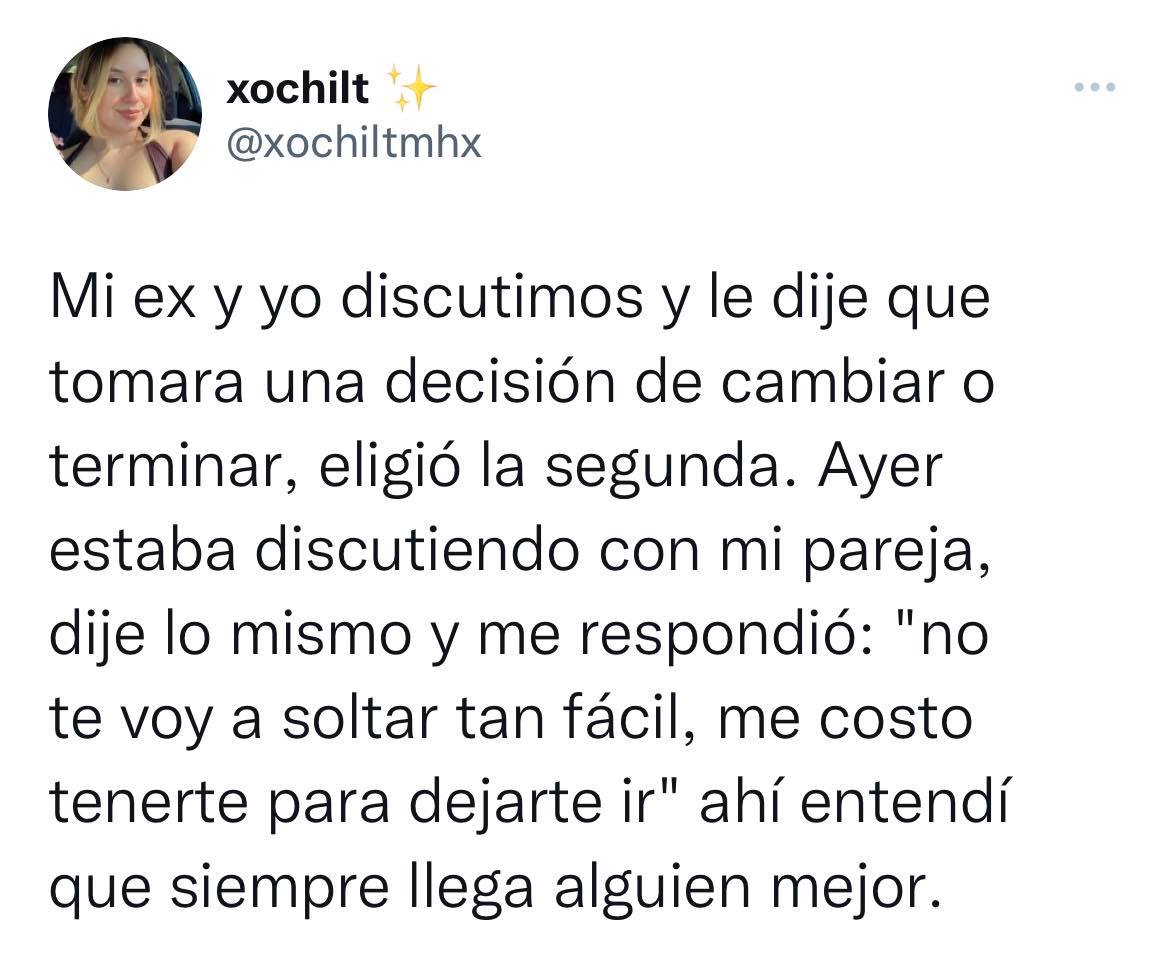 xochilt ✨
@xochiltmhx
Mi ex y yo discutimos y le dije que
tomara una decisión de cambiar o
terminar, eligió la segunda. Ayer
estaba discutiendo con mi pareja,
dije lo mismo y me respondió: "no
te voy a soltar tan fácil, me costo
tenerte para dejarte ir" ahí entendí
que siempre llega alguien mejor.